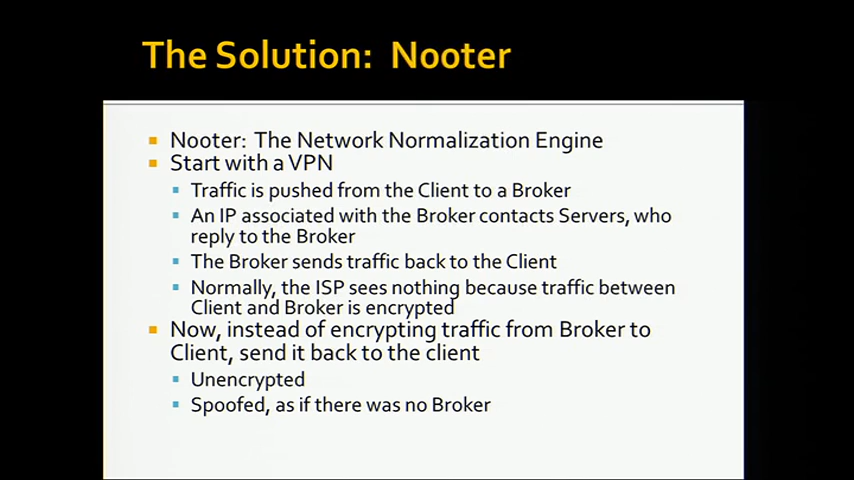 The Solution: Nooter
Nooter: The Network Normalization Engine
Start with a VPN
Traffic is pushed from the Client to a Broker
An IP associated with the Broker contacts Servers, who
reply to the Broker
The Broker sends traffic back to the Client
Normally, the ISP sees nothing because traffic between
Client and Broker is encrypted
Now, instead of encrypting traffic from Broker to
Client, send it back to the client
Unencrypted
Spoofed, as if there was no Broker